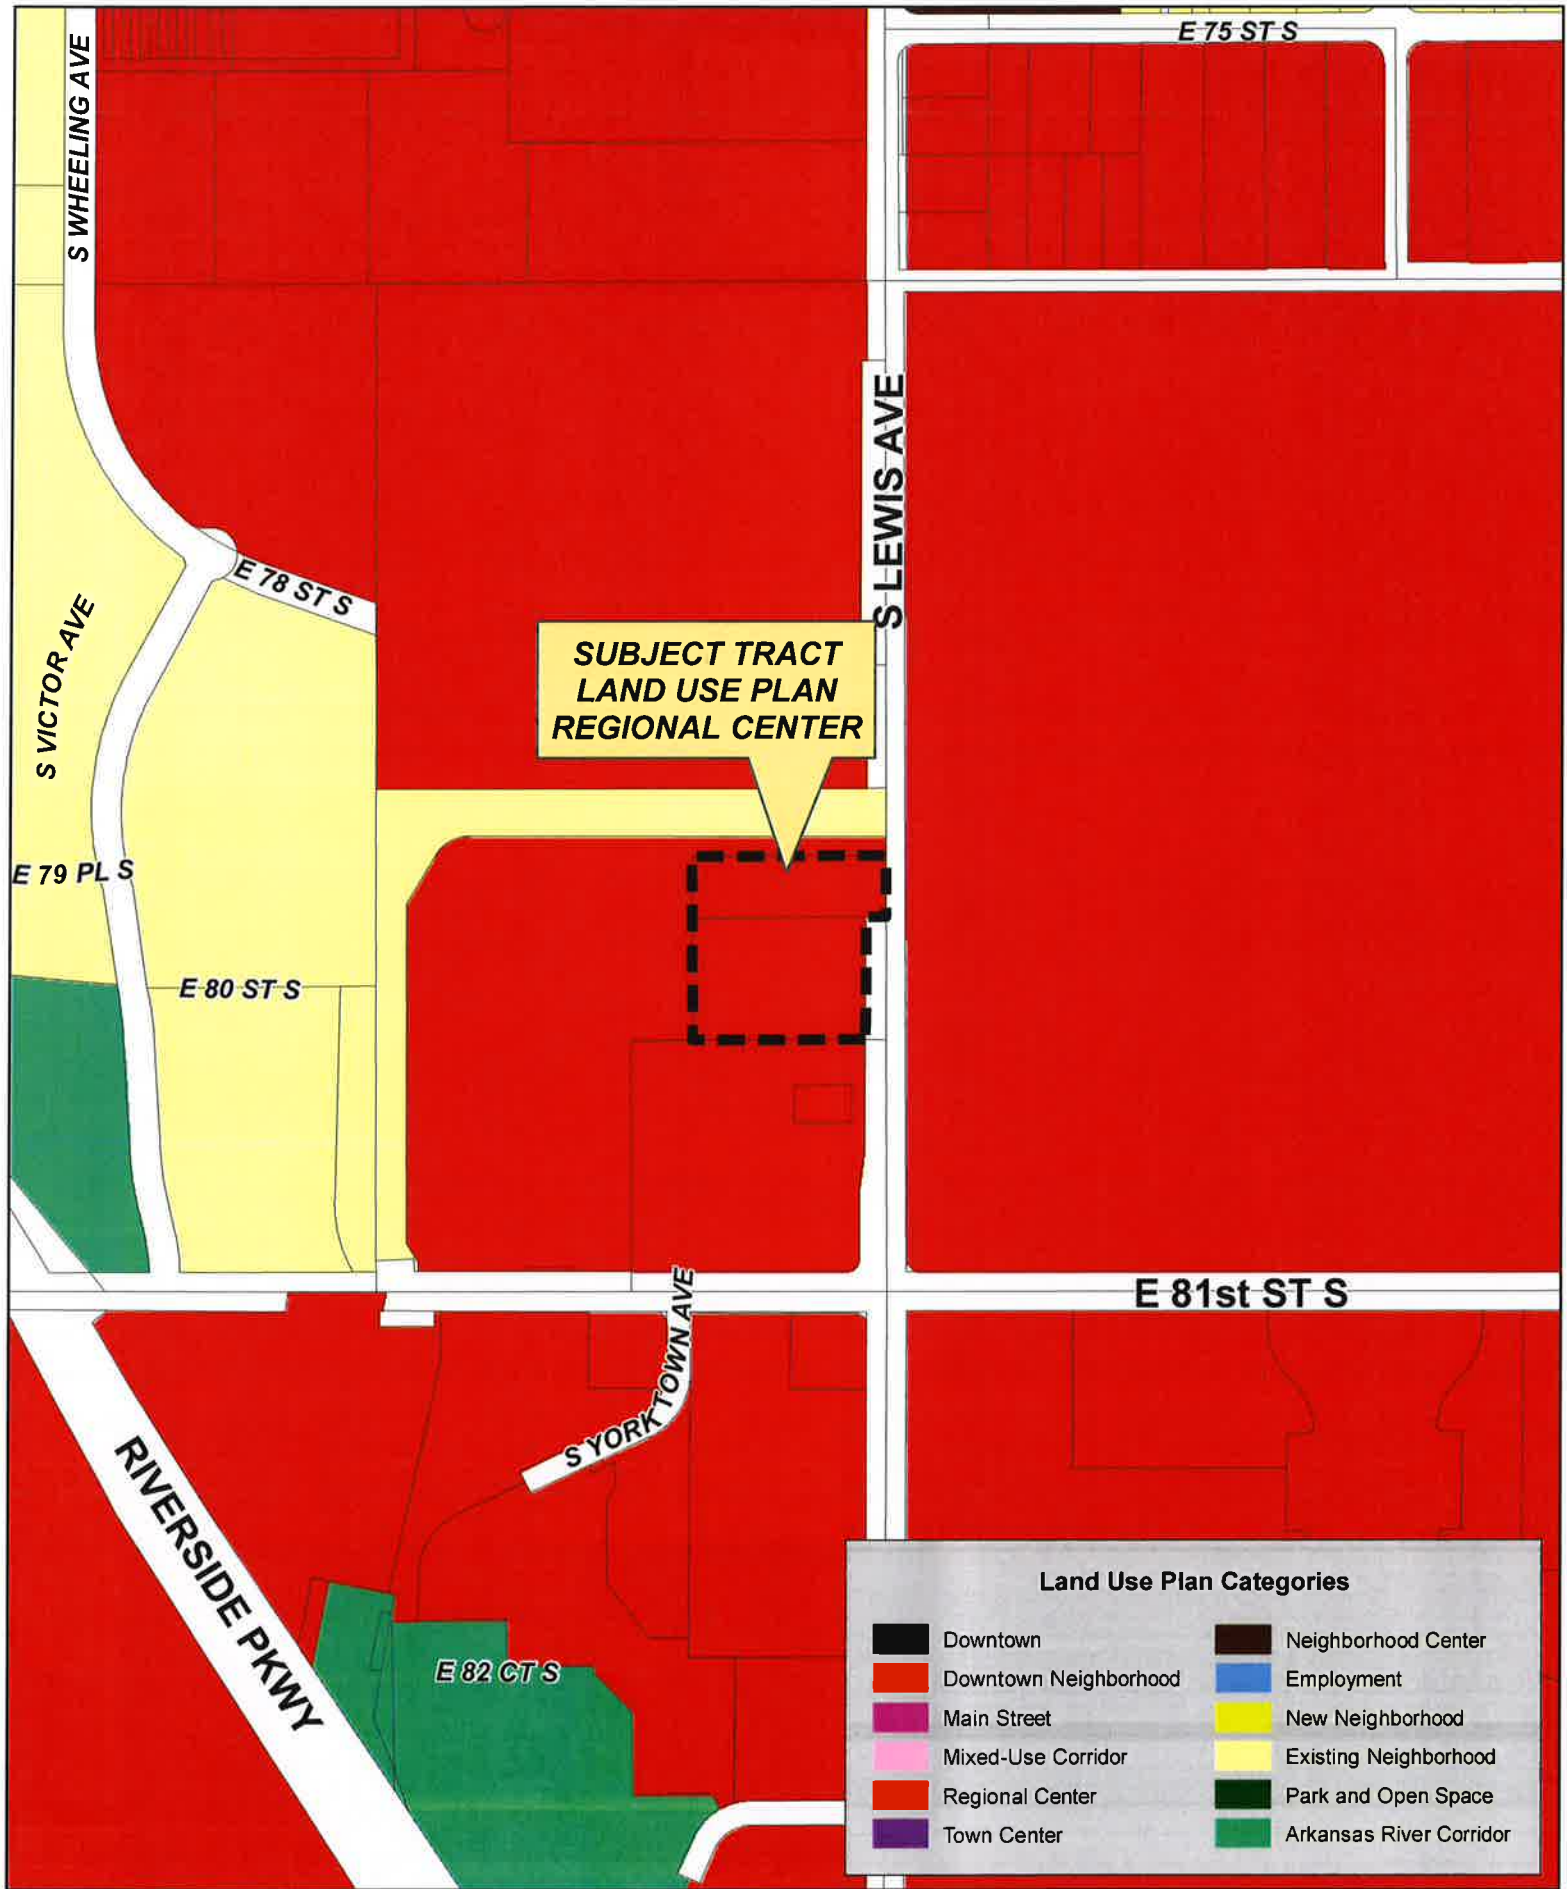 E 75 ST S
S WHEELING AVE
S LEWIS AVE
E 78 ST S
S VICTOR AVE
SUBJECT TRACT
LAND USE PLAN
REGIONAL CENTER
E 79 PL S
E 80 ST S
E 81st ST S
S YORKTOWN AVE
RIVERSIDE PKWY
E 82 CT S
Land Use Plan Categories
Downtown
Downtown Neighborhood
Main Street
Mixed-Use Corridor
Regional Center
Town Center
Neighborhood Center
Employment
New Neighborhood
Existing Neighborhood
Park and Open Space
Arkansas River Corridor